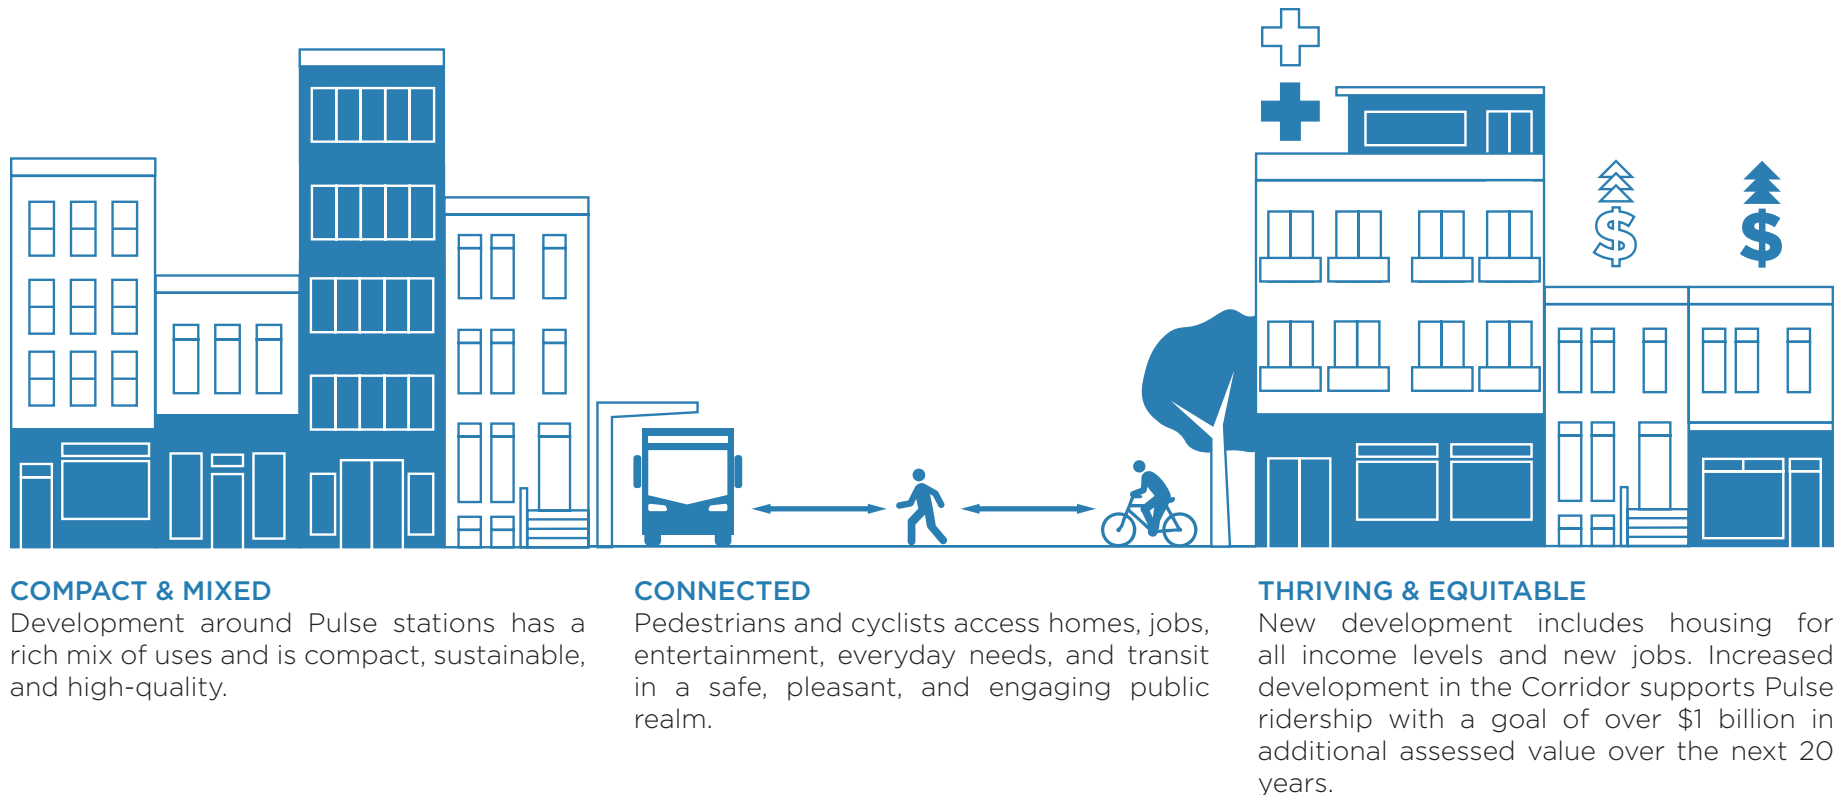 $ $
COMPACT & MIXED
Development around Pulse stations has a
rich mix of uses and is compact, sustainable,
and high-quality.
CONNECTED
Pedestrians and cyclists access homes, jobs,
entertainment, everyday needs, and transit
in a safe, pleasant, and engaging public
realm.
THRIVING & EQUITABLE
New development includes housing for
all income levels and new jobs. Increased
development in the Corridor supports Pulse
ridership with a goal of over $1 billion in
additional assessed value over the next 20
years.